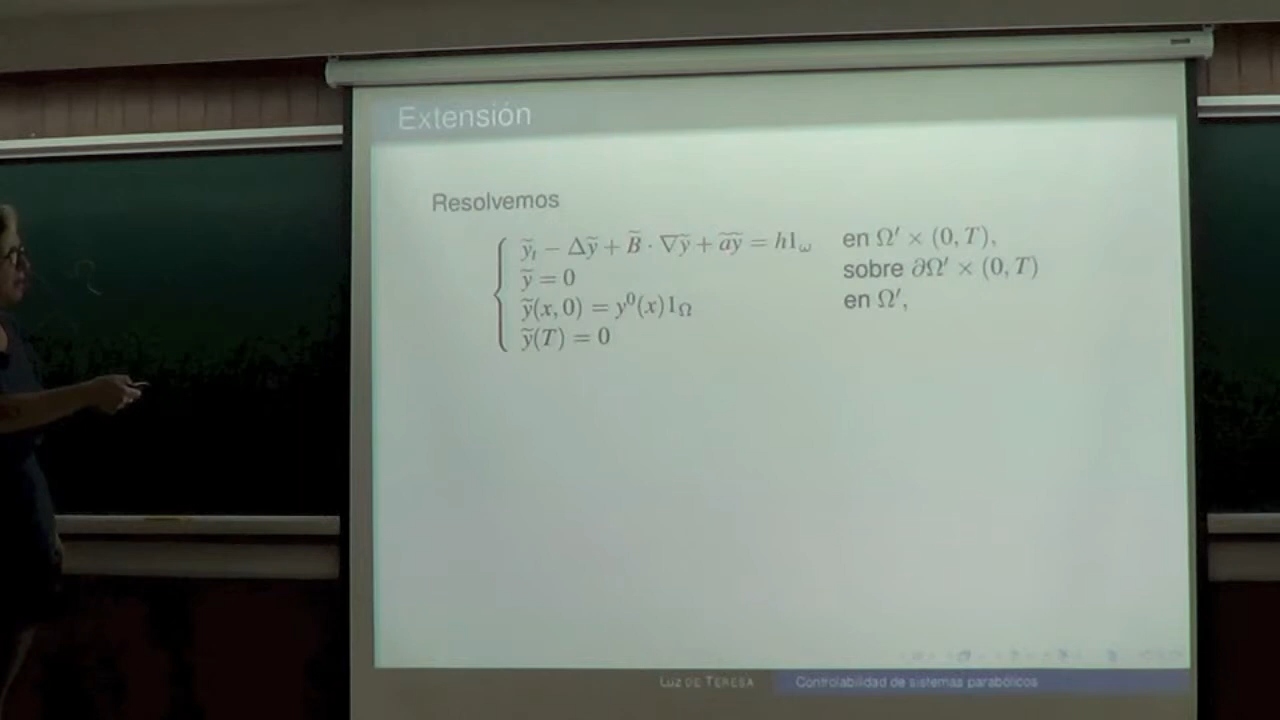 Extensión
Resolvemos
ỹ_t − Δỹ + B̃ · ∇ỹ + ãỹ = h1_ω en Ω′ × (0, T),
ỹ = 0 sobre ∂Ω′ × (0, T)
ỹ(x, 0) = y⁰(x)1_Ω en Ω′,
ỹ(T) = 0
LUZ DE TERESA Controlabilidad de sistemas parabólicos